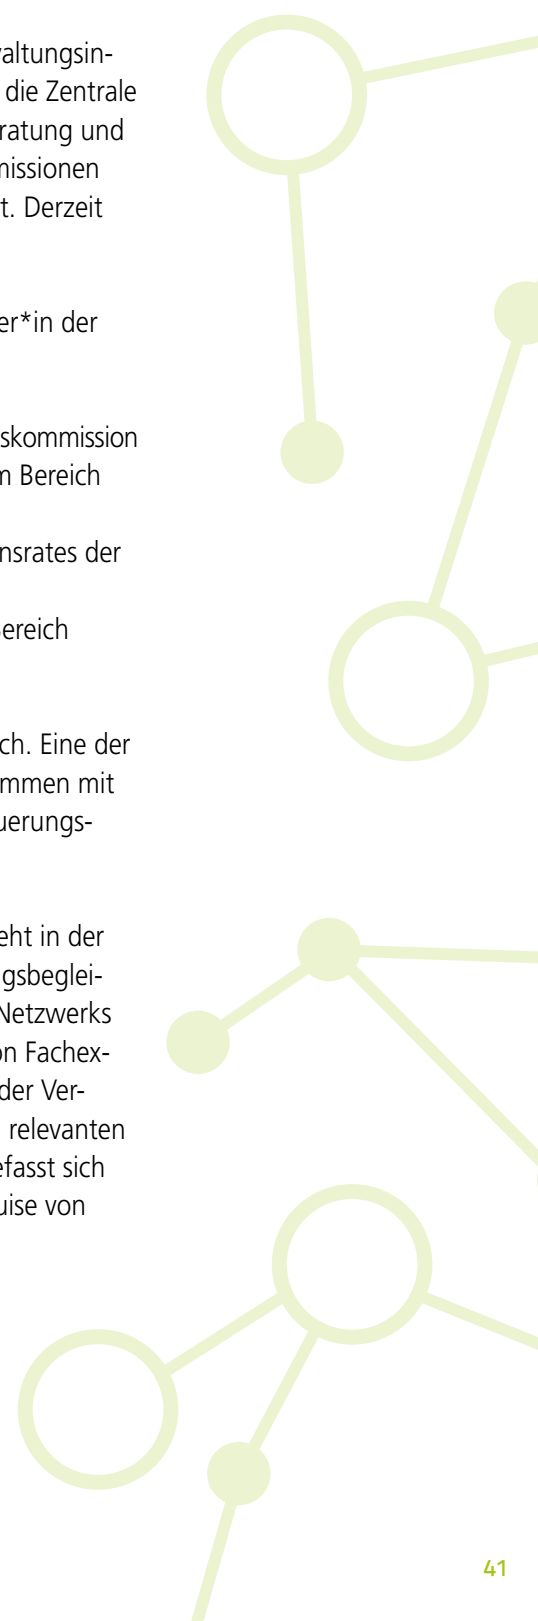 altungsin-
die Zentrale
ratung und
missionen
t. Derzeit
er*in der
skommission
m Bereich
nsrates der
Bereich
ch. Eine der
mmen mit
uerungs-
eht in der
gsbeglei-
Netzwerks
on Fachex-
der Ver-
relevanten
efasst sich
uise von
41